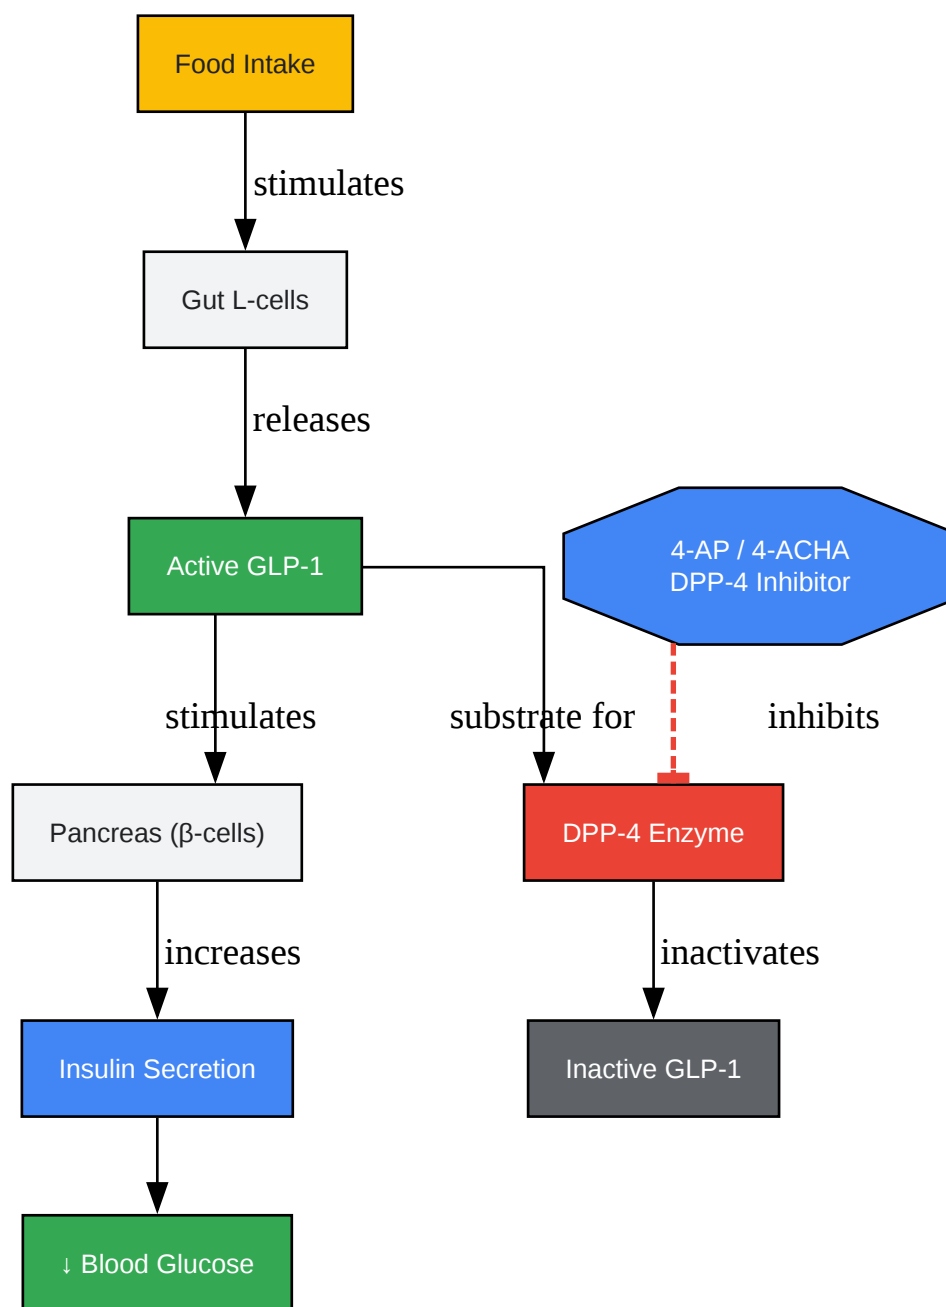 Food Intake
stimulates
Gut L-cells
releases
Active GLP-1
4-AP / 4-ACHA
DPP-4 Inhibitor
stimulates
substrate for
inhibits
Pancreas (β-cells)
DPP-4 Enzyme
increases
inactivates
Insulin Secretion
Inactive GLP-1
↓ Blood Glucose